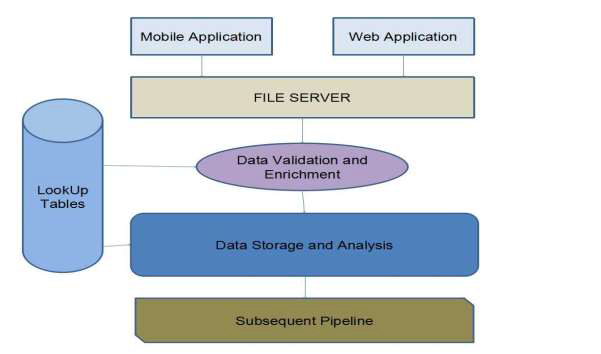 Mobile Application
Web Application
FILE SERVER
Data Validation and
Enrichment
LookUp
Tables
Data Storage and Analysis
Subsequent Pipeline